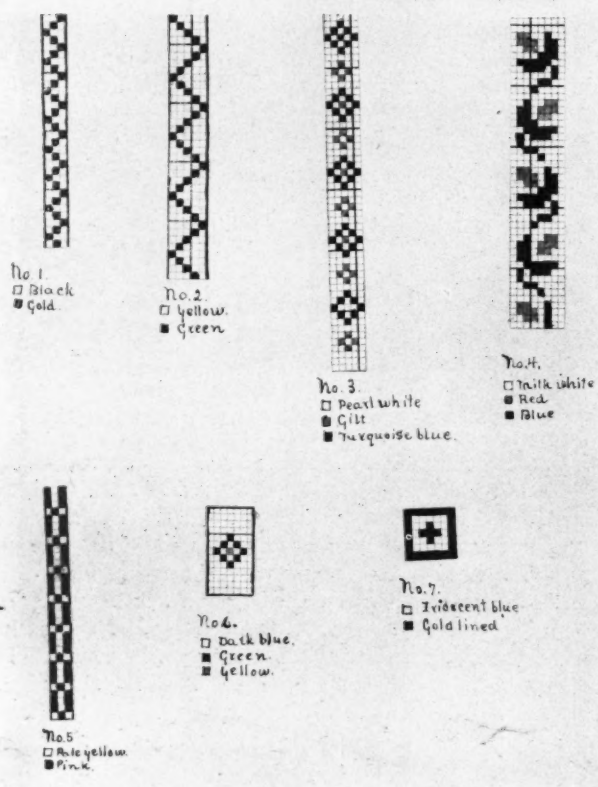 No. 1.
Black
Gold.
No. 2.
Yellow.
Green
No. 3.
Pearl white
Gilt
Turquoise blue.
No. 4.
Milk white
Red
Blue
No. 5
Pale yellow
Pink.
No 6.
Dark blue.
Green.
Yellow.
No. 7.
Iridescent blue
Gold lined